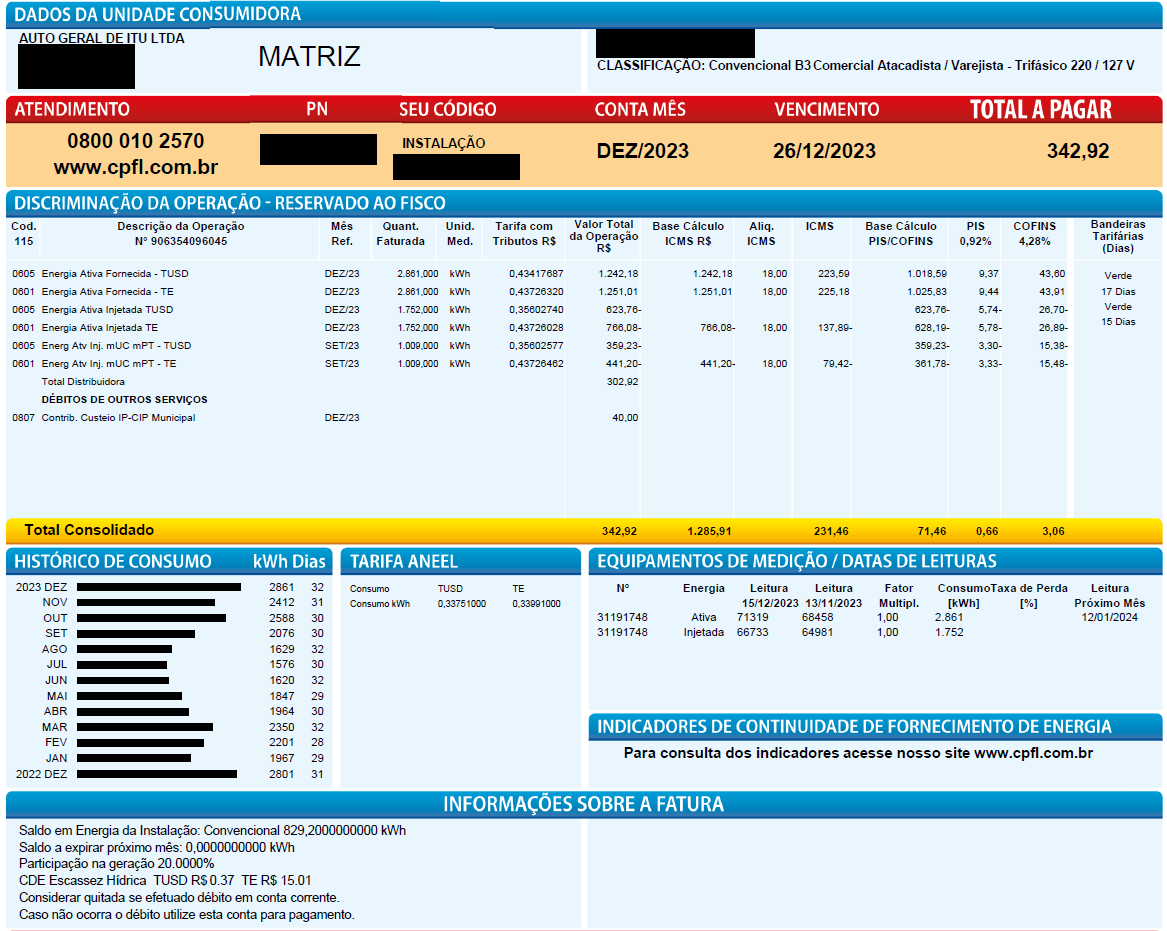 DADOS DA UNIDADE CONSUMIDORA
AUTO GERAL DE ITU LTDA
MATRIZ
CLASSIFICAÇÃO: Convencional B3 Comercial Atacadista / Varejista - Trifásico 220 / 127 V
ATENDIMENTO PN SEU CÓDIGO CONTA MÊS VENCIMENTO TOTAL A PAGAR
0800 010 2570
www.cpfl.com.br
INSTALAÇÃO
DEZ/2023 26/12/2023 342,92
DISCRIMINAÇÃO DA OPERAÇÃO - RESERVADO AO FISCO
Cod. Descrição da Operação Mês Quant. Unid. Tarifa com Valor Total Base Cálculo Aliq. ICMS Base Cálculo PIS COFINS Bandeiras
115 N° 906354096045 Ref. Faturada Med. Tributos R$ da Operação ICMS R$ ICMS PIS/COFINS 0,92% 4,28% Tarifárias
R$ (Dias)
0605 Energia Ativa Fornecida - TUSD DEZ/23 2.861,000 kWh 0,43417687 1.242,18 1.242,18 18,00 223,59 1.018,59 9,37 43,60 Verde
0601 Energia Ativa Fornecida - TE DEZ/23 2.861,000 kWh 0,43726320 1.251,01 1.251,01 18,00 225,18 1.025,83 9,44 43,91 17 Dias
0605 Energia Ativa Injetada TUSD DEZ/23 1.752,000 kWh 0,35602740 623,76- 623,76- 5,74- 26,70- Verde
0601 Energia Ativa Injetada TE DEZ/23 1.752,000 kWh 0,43726028 766,08- 766,08- 18,00 137,89- 628,19- 5,78- 26,89- 15 Dias
0605 Energ Atv Inj. mUC mPT - TUSD SET/23 1.009,000 kWh 0,35602577 359,23- 359,23- 3,30- 15,38-
0601 Energ Atv Inj. mUC mPT - TE SET/23 1.009,000 kWh 0,43726462 441,20- 441,20- 18,00 79,42- 361,78- 3,33- 15,48-
Total Distribuidora 302,92
DÉBITOS DE OUTROS SERVIÇOS
0807 Contrib. Custeio IP-CIP Municipal DEZ/23 40,00
Total Consolidado 342,92 1.285,91 231,46 71,46 0,66 3,06
HISTÓRICO DE CONSUMO kWh Dias
2023 DEZ 2861 32
NOV 2412 31
OUT 2588 30
SET 2076 30
AGO 1629 32
JUL 1576 30
JUN 1620 32
MAI 1847 29
ABR 1964 30
MAR 2350 32
FEV 2201 28
JAN 1967 29
2022 DEZ 2801 31
TARIFA ANEEL
Consumo TUSD TE
Consumo kWh 0,33751000 0,33991000
EQUIPAMENTOS DE MEDIÇÃO / DATAS DE LEITURAS
N° Energia Leitura Leitura Fator Consumo Taxa de Perda Leitura
15/12/2023 13/11/2023 Multipl. [kWh] [%] Próximo Mês
31191748 Ativa 71319 68458 1,00 2.861 12/01/2024
31191748 Injetada 66733 64981 1,00 1.752
INDICADORES DE CONTINUIDADE DE FORNECIMENTO DE ENERGIA
Para consulta dos indicadores acesse nosso site www.cpfl.com.br
INFORMAÇÕES SOBRE A FATURA
Saldo em Energia da Instalação: Convencional 829,2000000000 kWh
Saldo a expirar próximo mês: 0,0000000000 kWh
Participação na geração 20.0000%
CDE Escassez Hídrica TUSD R$ 0.37 TE R$ 15.01
Considerar quitada se efetuado débito em conta corrente.
Caso não ocorra o débito utilize esta conta para pagamento.